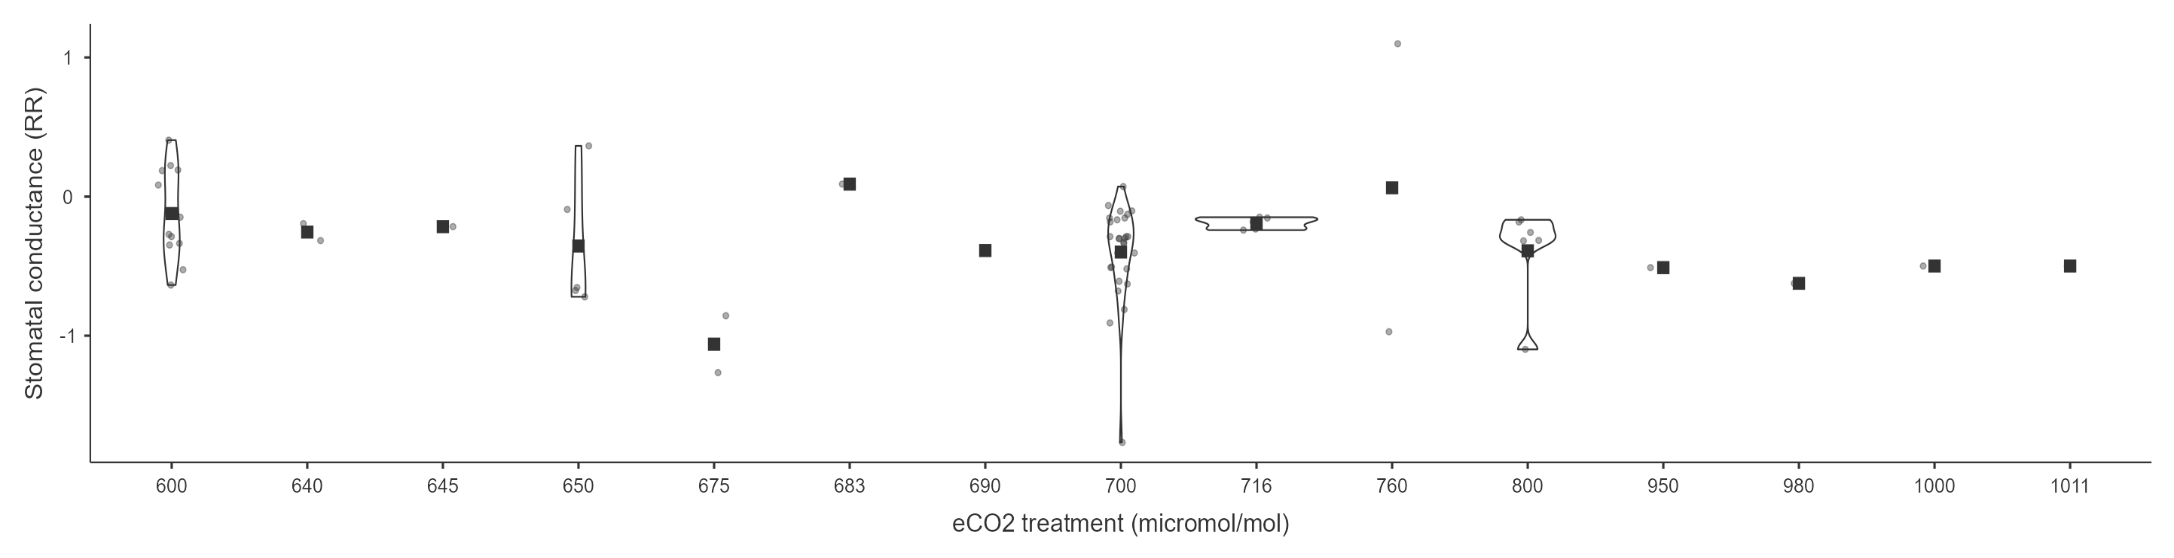 Stomatal conductance (RR)
1
0
-1
600 640 645 650 675 683 690 700 716 760 800 950 980 1000 1011
eCO2 treatment (micromol/mol)